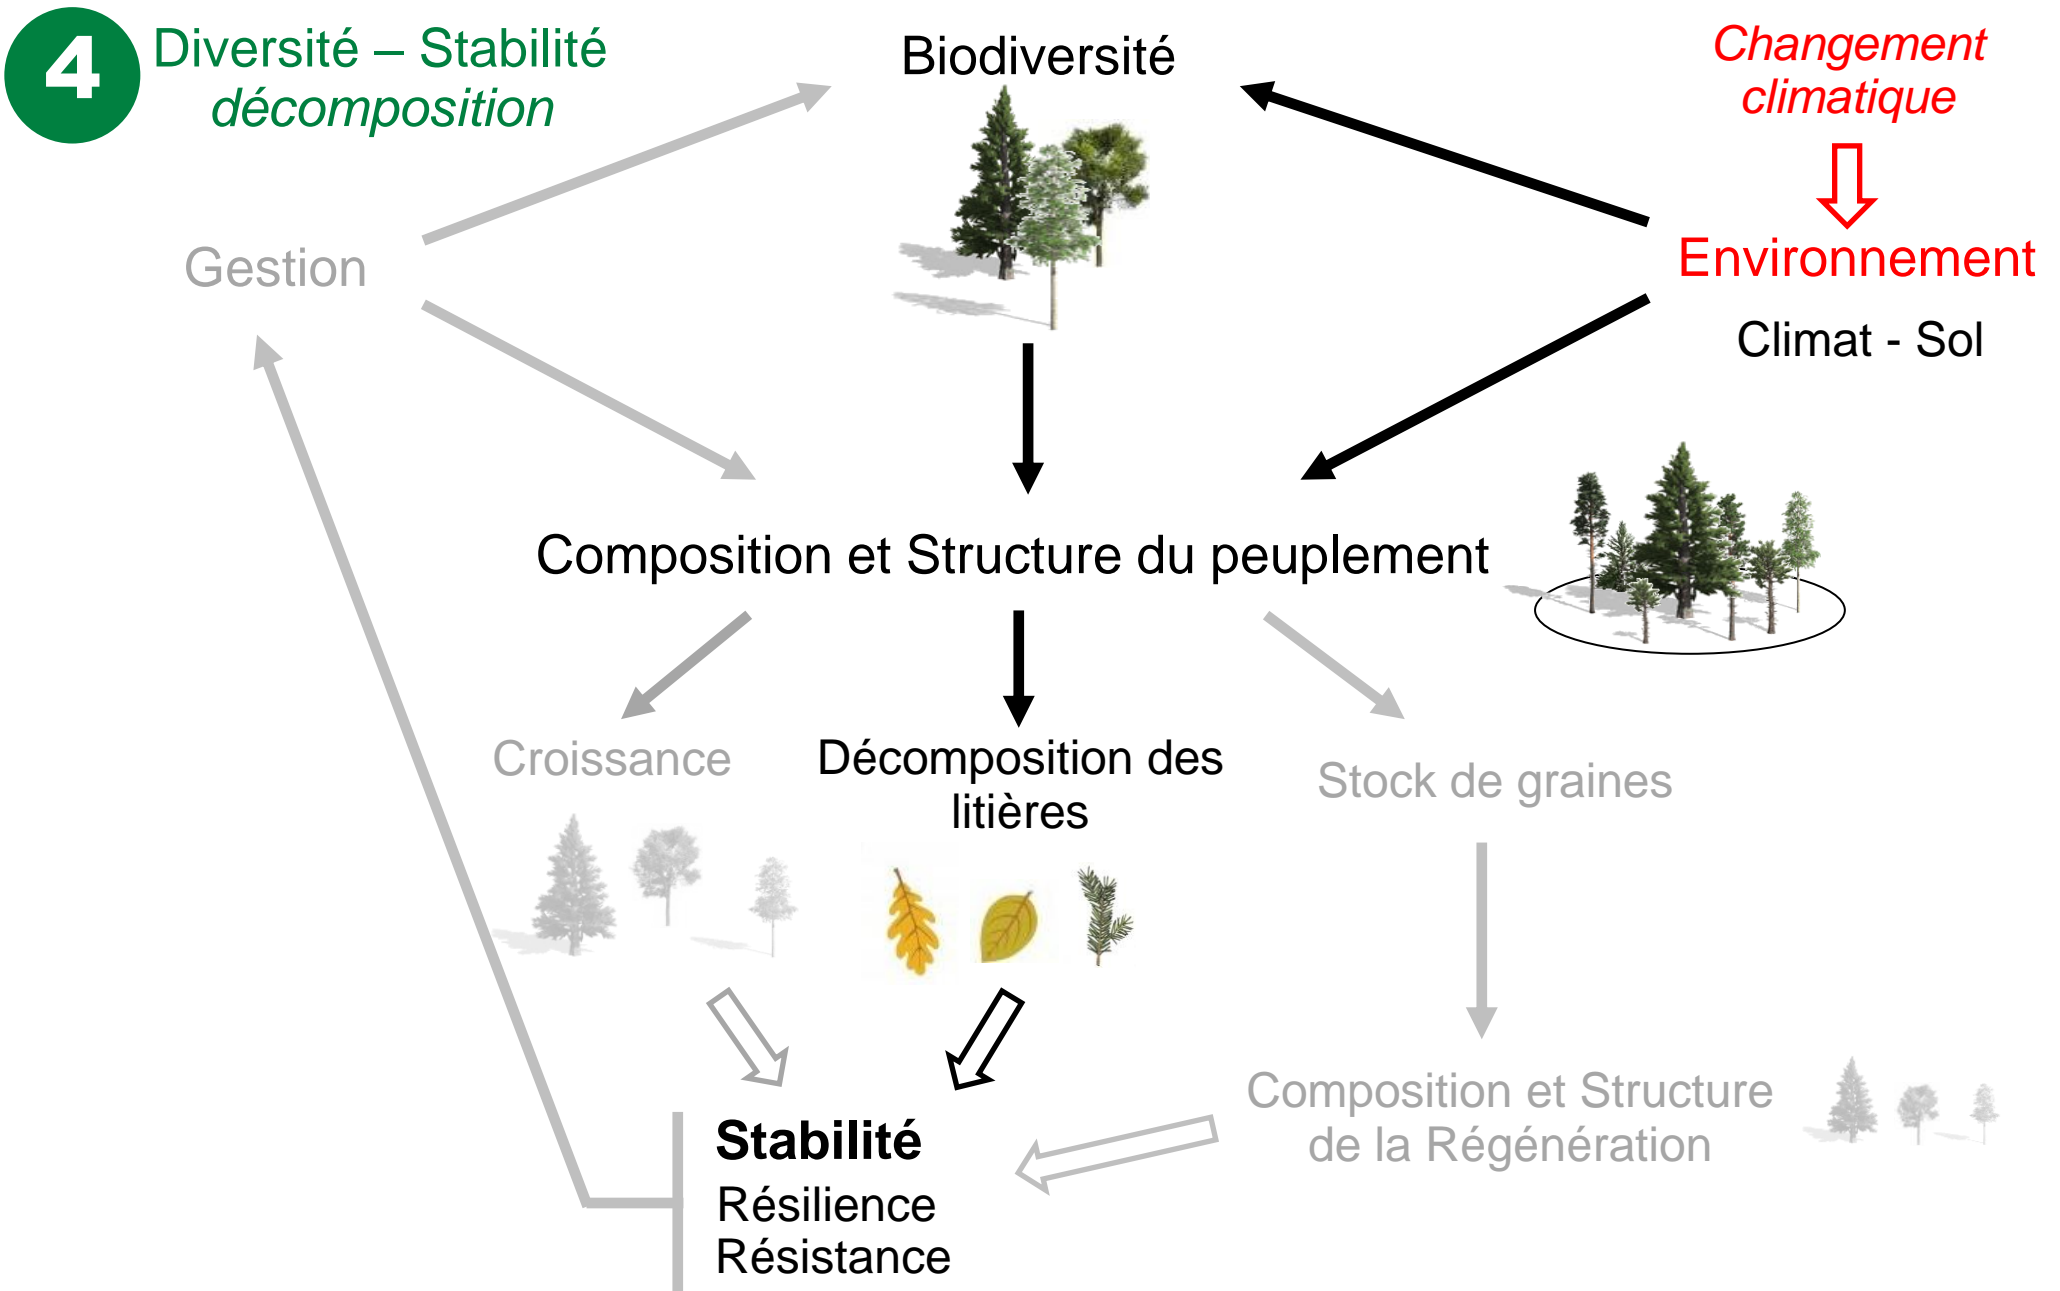 4
Diversité – Stabilité
décomposition
Biodiversité
Changement
climatique
Gestion
Environnement
Climat - Sol
Composition et Structure du peuplement
Croissance
Décomposition des
litières
Stock de graines
Composition et Structure
de la Régénération
Stabilité
Résilience
Résistance